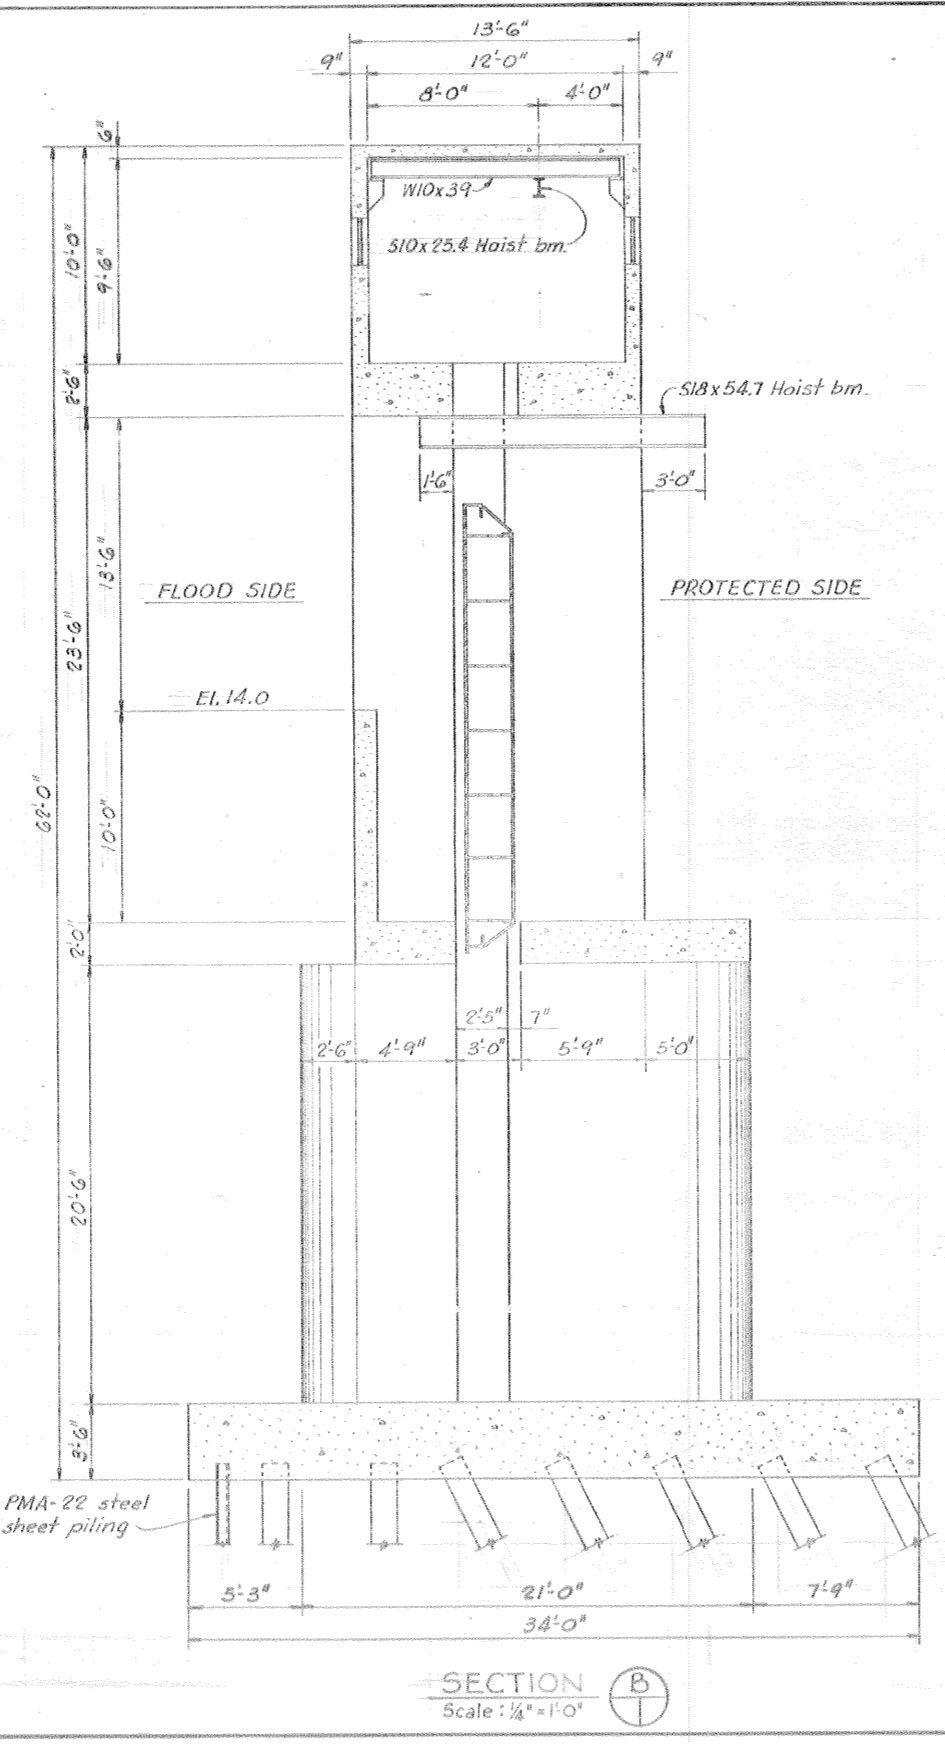 13'-6"
9" 12'-0" 9"
8'-0" 4'-0"
6"
W10x39
S10x25.4 Hoist bm.
10'-0"
9'-6"
2'-6"
S18x54.7 Hoist bm.
1'-6" 3'-0"
13'-6"
FLOOD SIDE
PROTECTED SIDE
23'-6"
El. 14.0
62'-0"
10'-0"
2'-0"
2'-5" 7"
2'-6" 4'-9" 3'-0" 5'-9" 5'-0"
20'-6"
3'-6"
PMA-22 steel
sheet piling
5'-3" 21'-0" 7'-9"
34'-0"
SECTION B
Scale: ¼" = 1'-0" 1